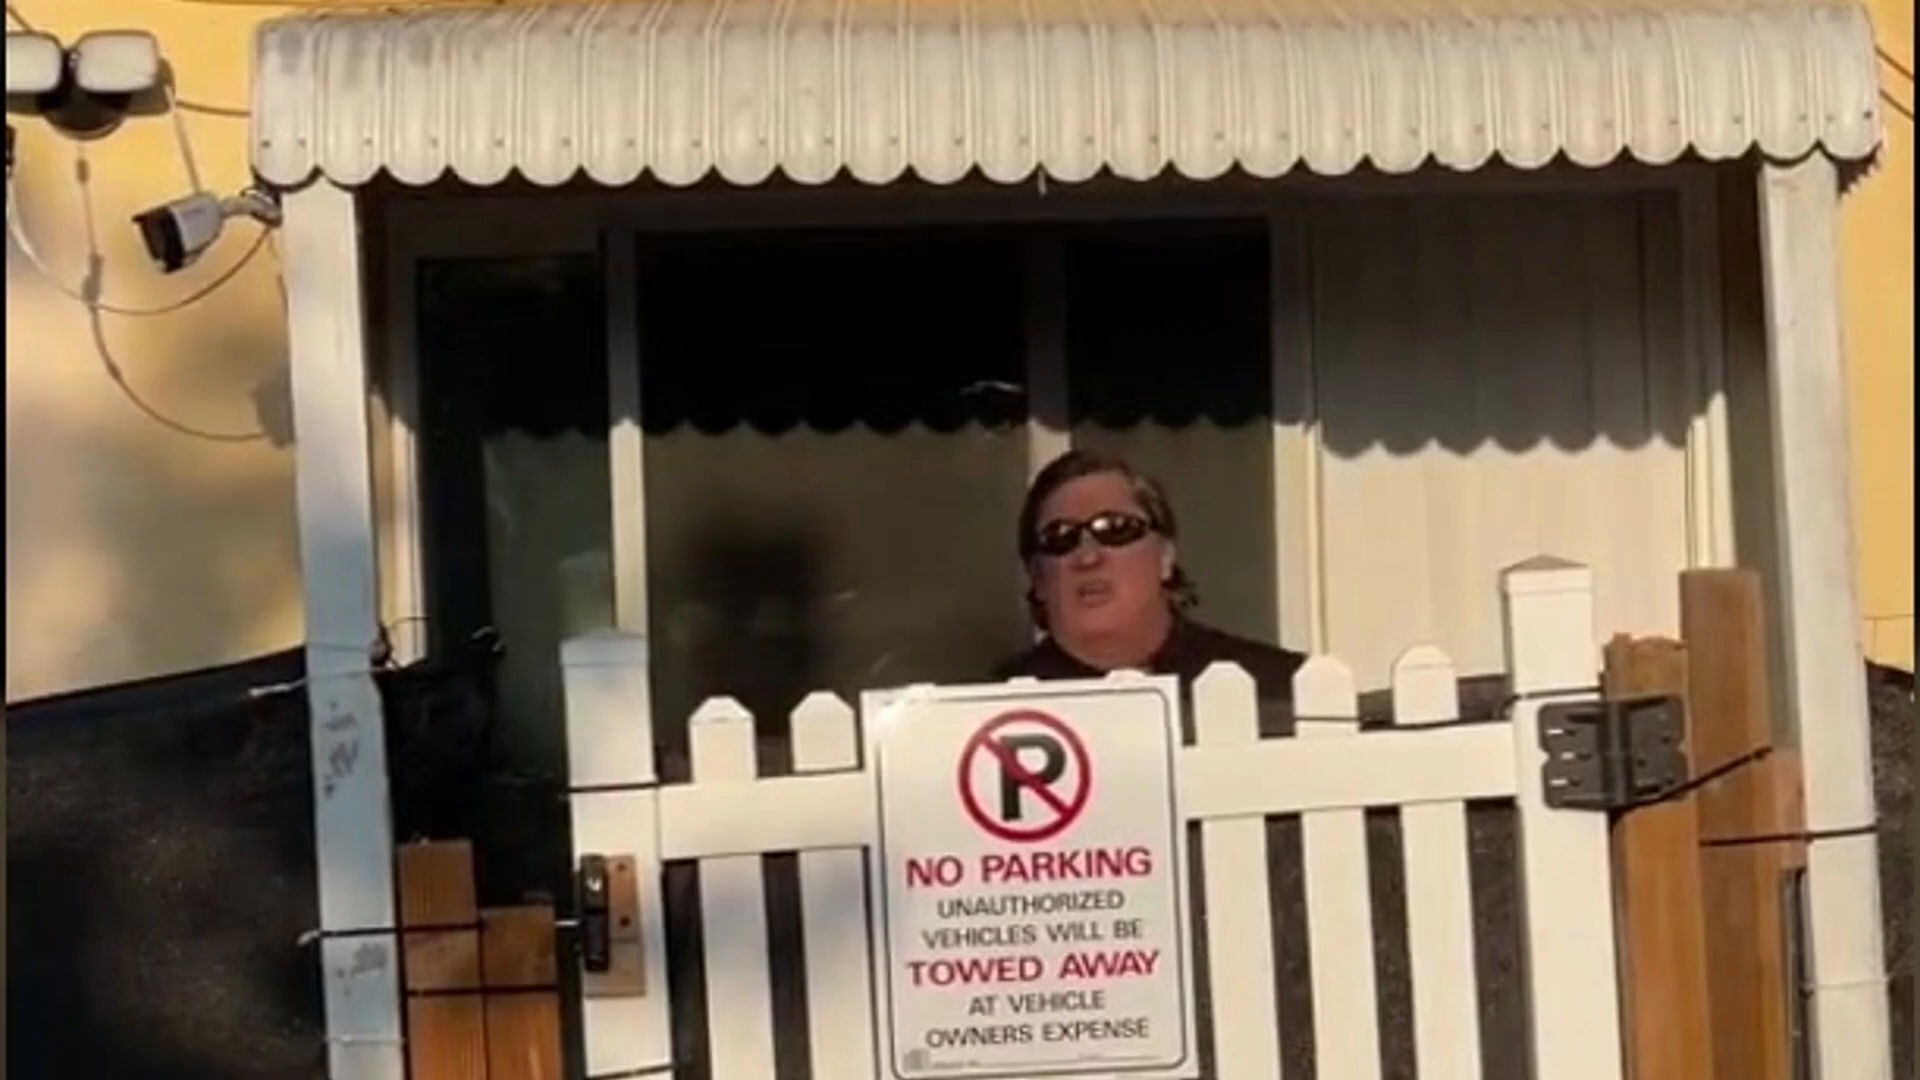 P
NO PARKING
UNAUTHORIZED
VEHICLES WILL BE
TOWED AWAY
AT VEHICLE
OWNERS EXPENSE